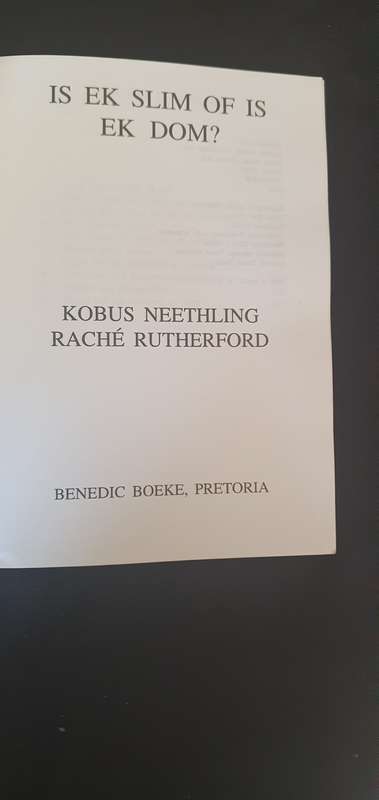 IS EK SLIM OF IS
EK DOM?
KOBUS NEETHLING
RACHÉ RUTHERFORD
BENEDIC BOEKE, PRETORIA